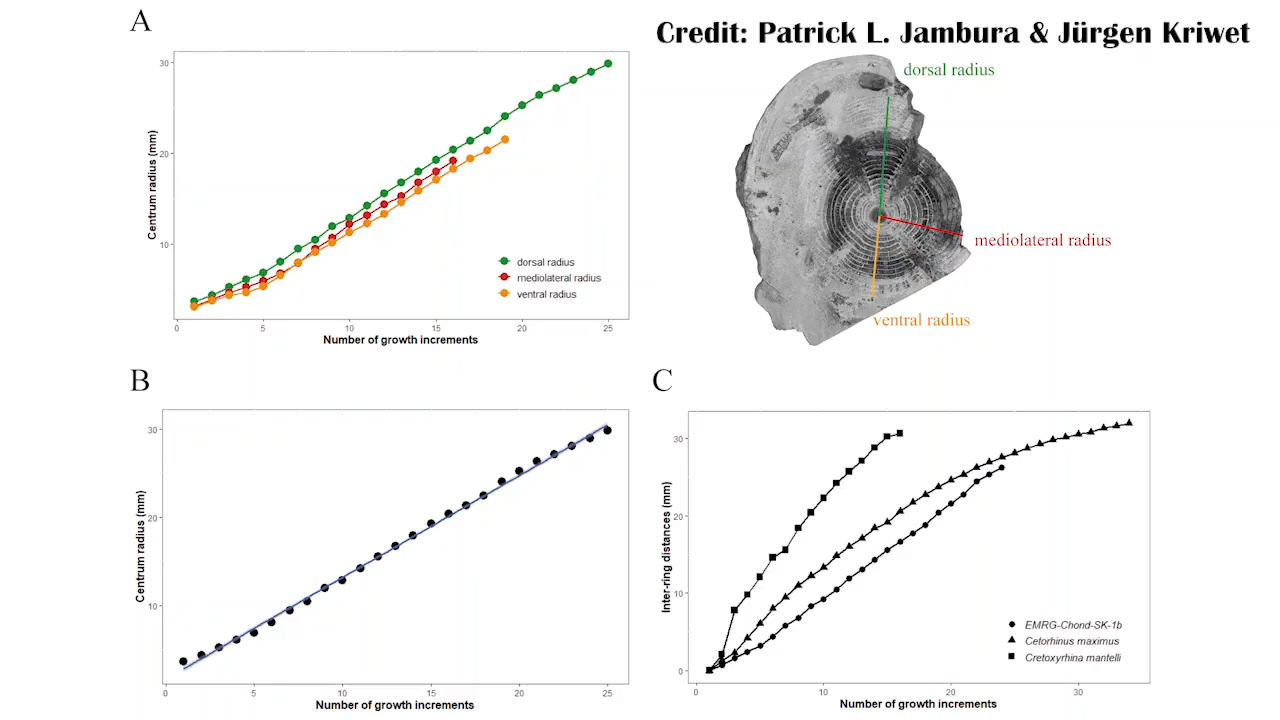 A
Credit: Patrick L. Jambura & Jürgen Kriwet
30
20
10
Centrum radius (mm)
dorsal radius
mediolateral radius
ventral radius
0 5 10 15 20 25
Number of growth increments
dorsal radius
mediolateral radius
ventral radius
B
30
20
10
Centrum radius (mm)
0 5 10 15 20 25
Number of growth increments
C
30
20
10
0
Inter-ring distances (mm)
EMRG-Chond-SK-1b
Cetorhinus maximus
Cretoxyrhina mantelli
0 10 20 30
Number of growth increments